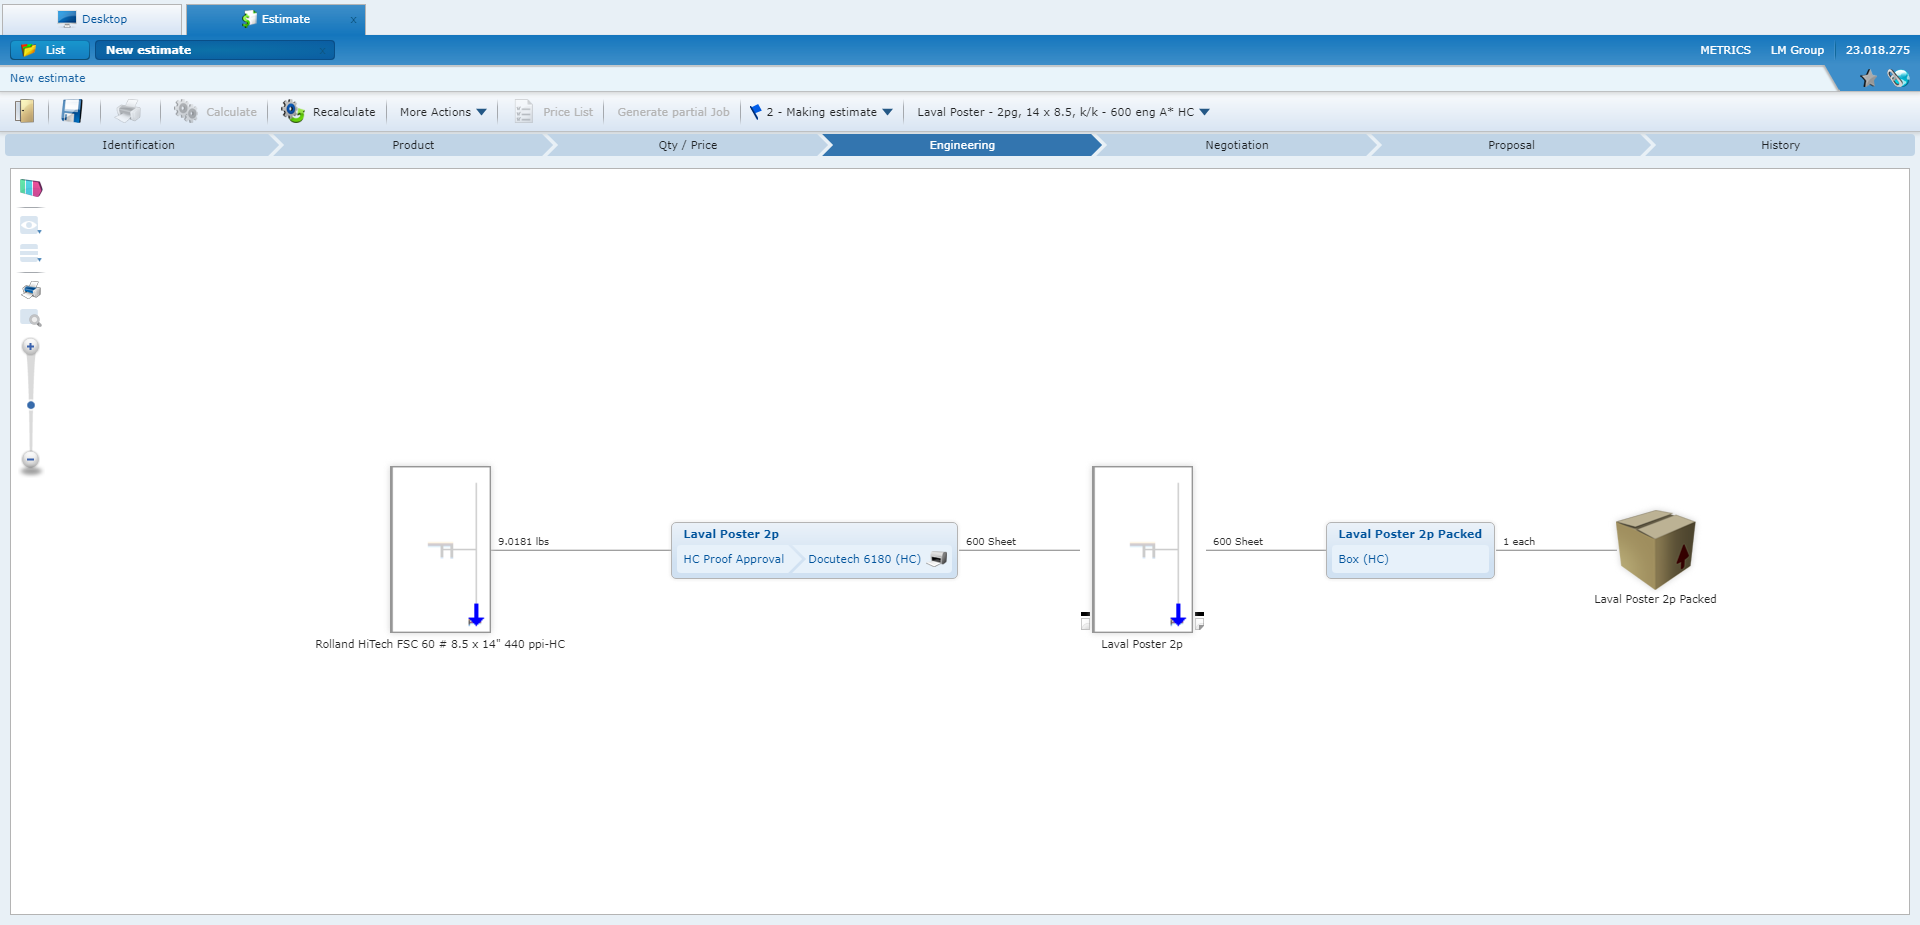 Desktop
Estimate
x
List
New estimate
x
METRICS
LM Group
23.018.275
New estimate
Calculate
Recalculate
More Actions
Price List
Generate partial Job
2 - Making estimate
Laval Poster - 2pg, 14 x 8.5, k/k - 600 eng A* HC
Identification
Product
Qty / Price
Engineering
Negotiation
Proposal
History
9.0181 lbs
Laval Poster 2p
HC Proof Approval
Docutech 6180 (HC)
600 Sheet
600 Sheet
Laval Poster 2p Packed
Box (HC)
1 each
Laval Poster 2p Packed
Rolland HiTech FSC 60 # 8.5 x 14" 440 ppi-HC
Laval Poster 2p